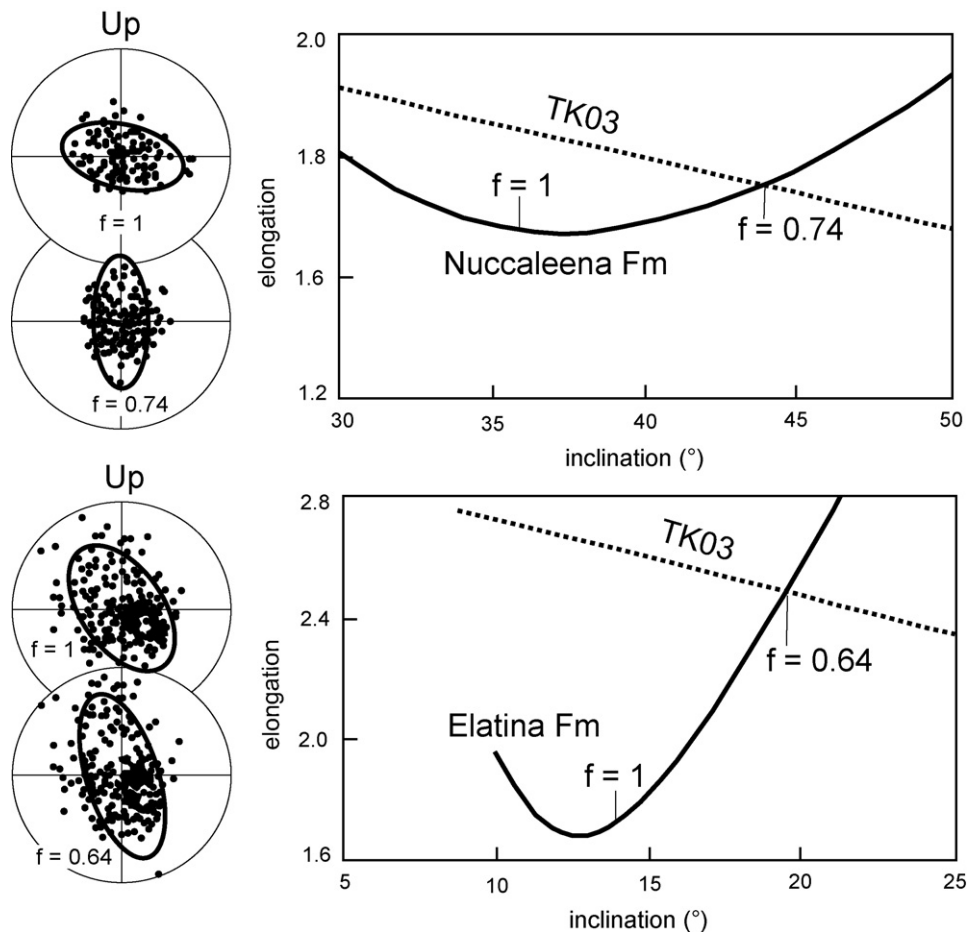 Up
f = 1
f = 0.74
2.0
1.8
1.6
1.2
elongation
TK03
f = 1
f = 0.74
Nuccaleena Fm
30
35
40
45
50
inclination (°)
Up
f = 1
f = 0.64
2.8
2.4
2.0
1.6
elongation
TK03
f = 0.64
Elatina Fm
f = 1
5
10
15
20
25
inclination (°)